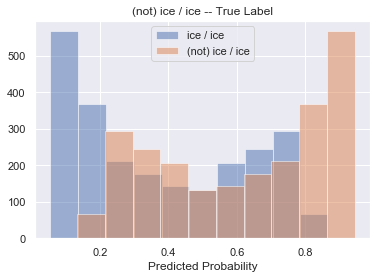 (not) ice / ice -- True Label
ice / ice
(not) ice / ice
500
400
300
200
100
0
0.2 0.4 0.6 0.8
Predicted Probability